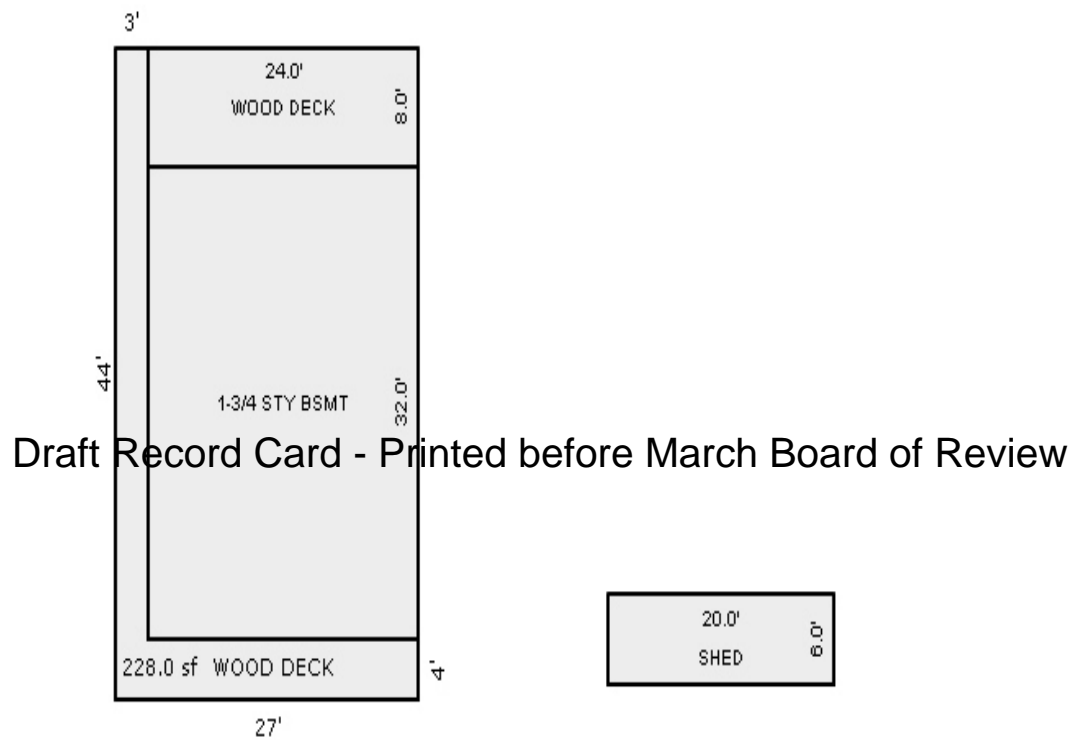 3'
24.0'
WOOD DECK
8.0'
44'
1-3/4 STY BSMT
32.0'
Draft Record Card - Printed before March Board of Review
20.0'
SHED
6.0'
228.0 sf WOOD DECK
4'
27'